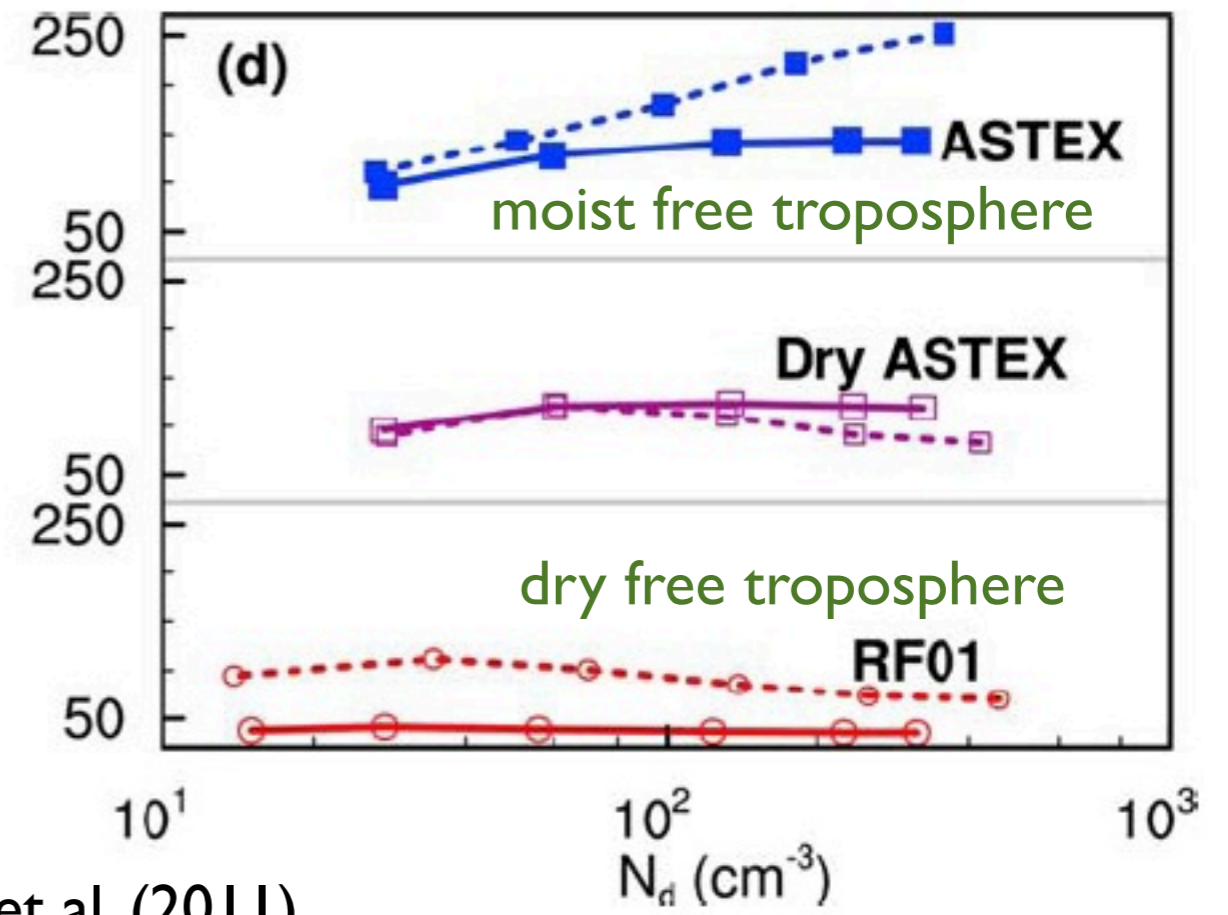 250
(d)
ASTEX
moist free troposphere
50
250
Dry ASTEX
50
250
dry free troposphere
RF01
50
10¹ 10² 10³
N_d (cm⁻³)
et al. (2011)